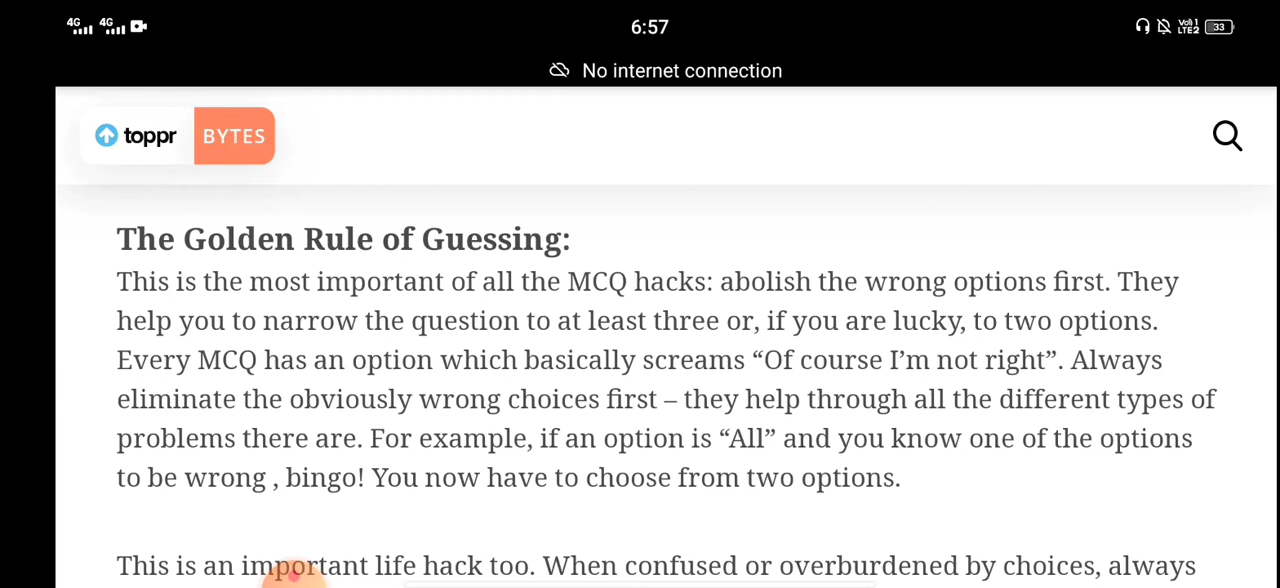 4G 4G 6:57 Vo) 1 LTE2 33
No internet connection
toppr BYTES
The Golden Rule of Guessing:
This is the most important of all the MCQ hacks: abolish the wrong options first. They
help you to narrow the question to at least three or, if you are lucky, to two options.
Every MCQ has an option which basically screams “Of course I’m not right”. Always
eliminate the obviously wrong choices first – they help through all the different types of
problems there are. For example, if an option is “All” and you know one of the options
to be wrong , bingo! You now have to choose from two options.
This is an important life hack too. When confused or overburdened by choices, always